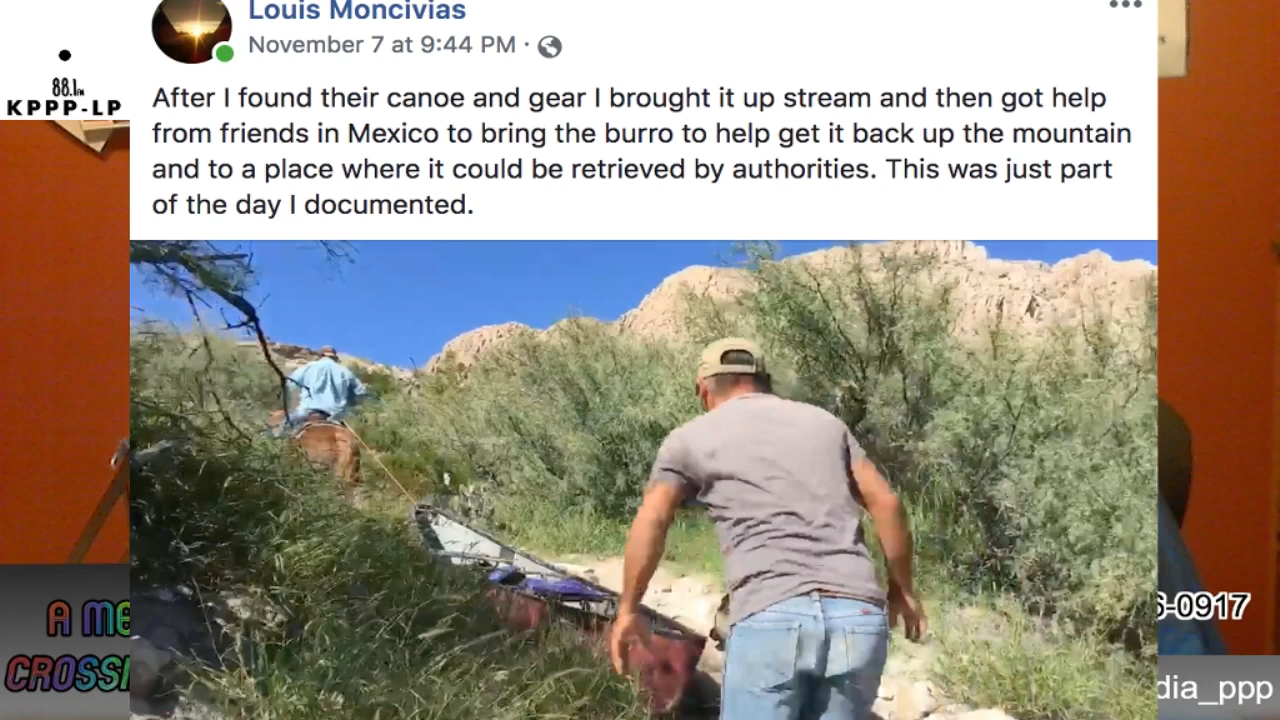 Louis Moncivias
November 7 at 9:44 PM ·
88.1 FM
KPPP-LP
After I found their canoe and gear I brought it up stream and then got help
from friends in Mexico to bring the burro to help get it back up the mountain
and to a place where it could be retrieved by authorities. This was just part
of the day I documented.
A ME
CROSSI
-0917
dia_ppp